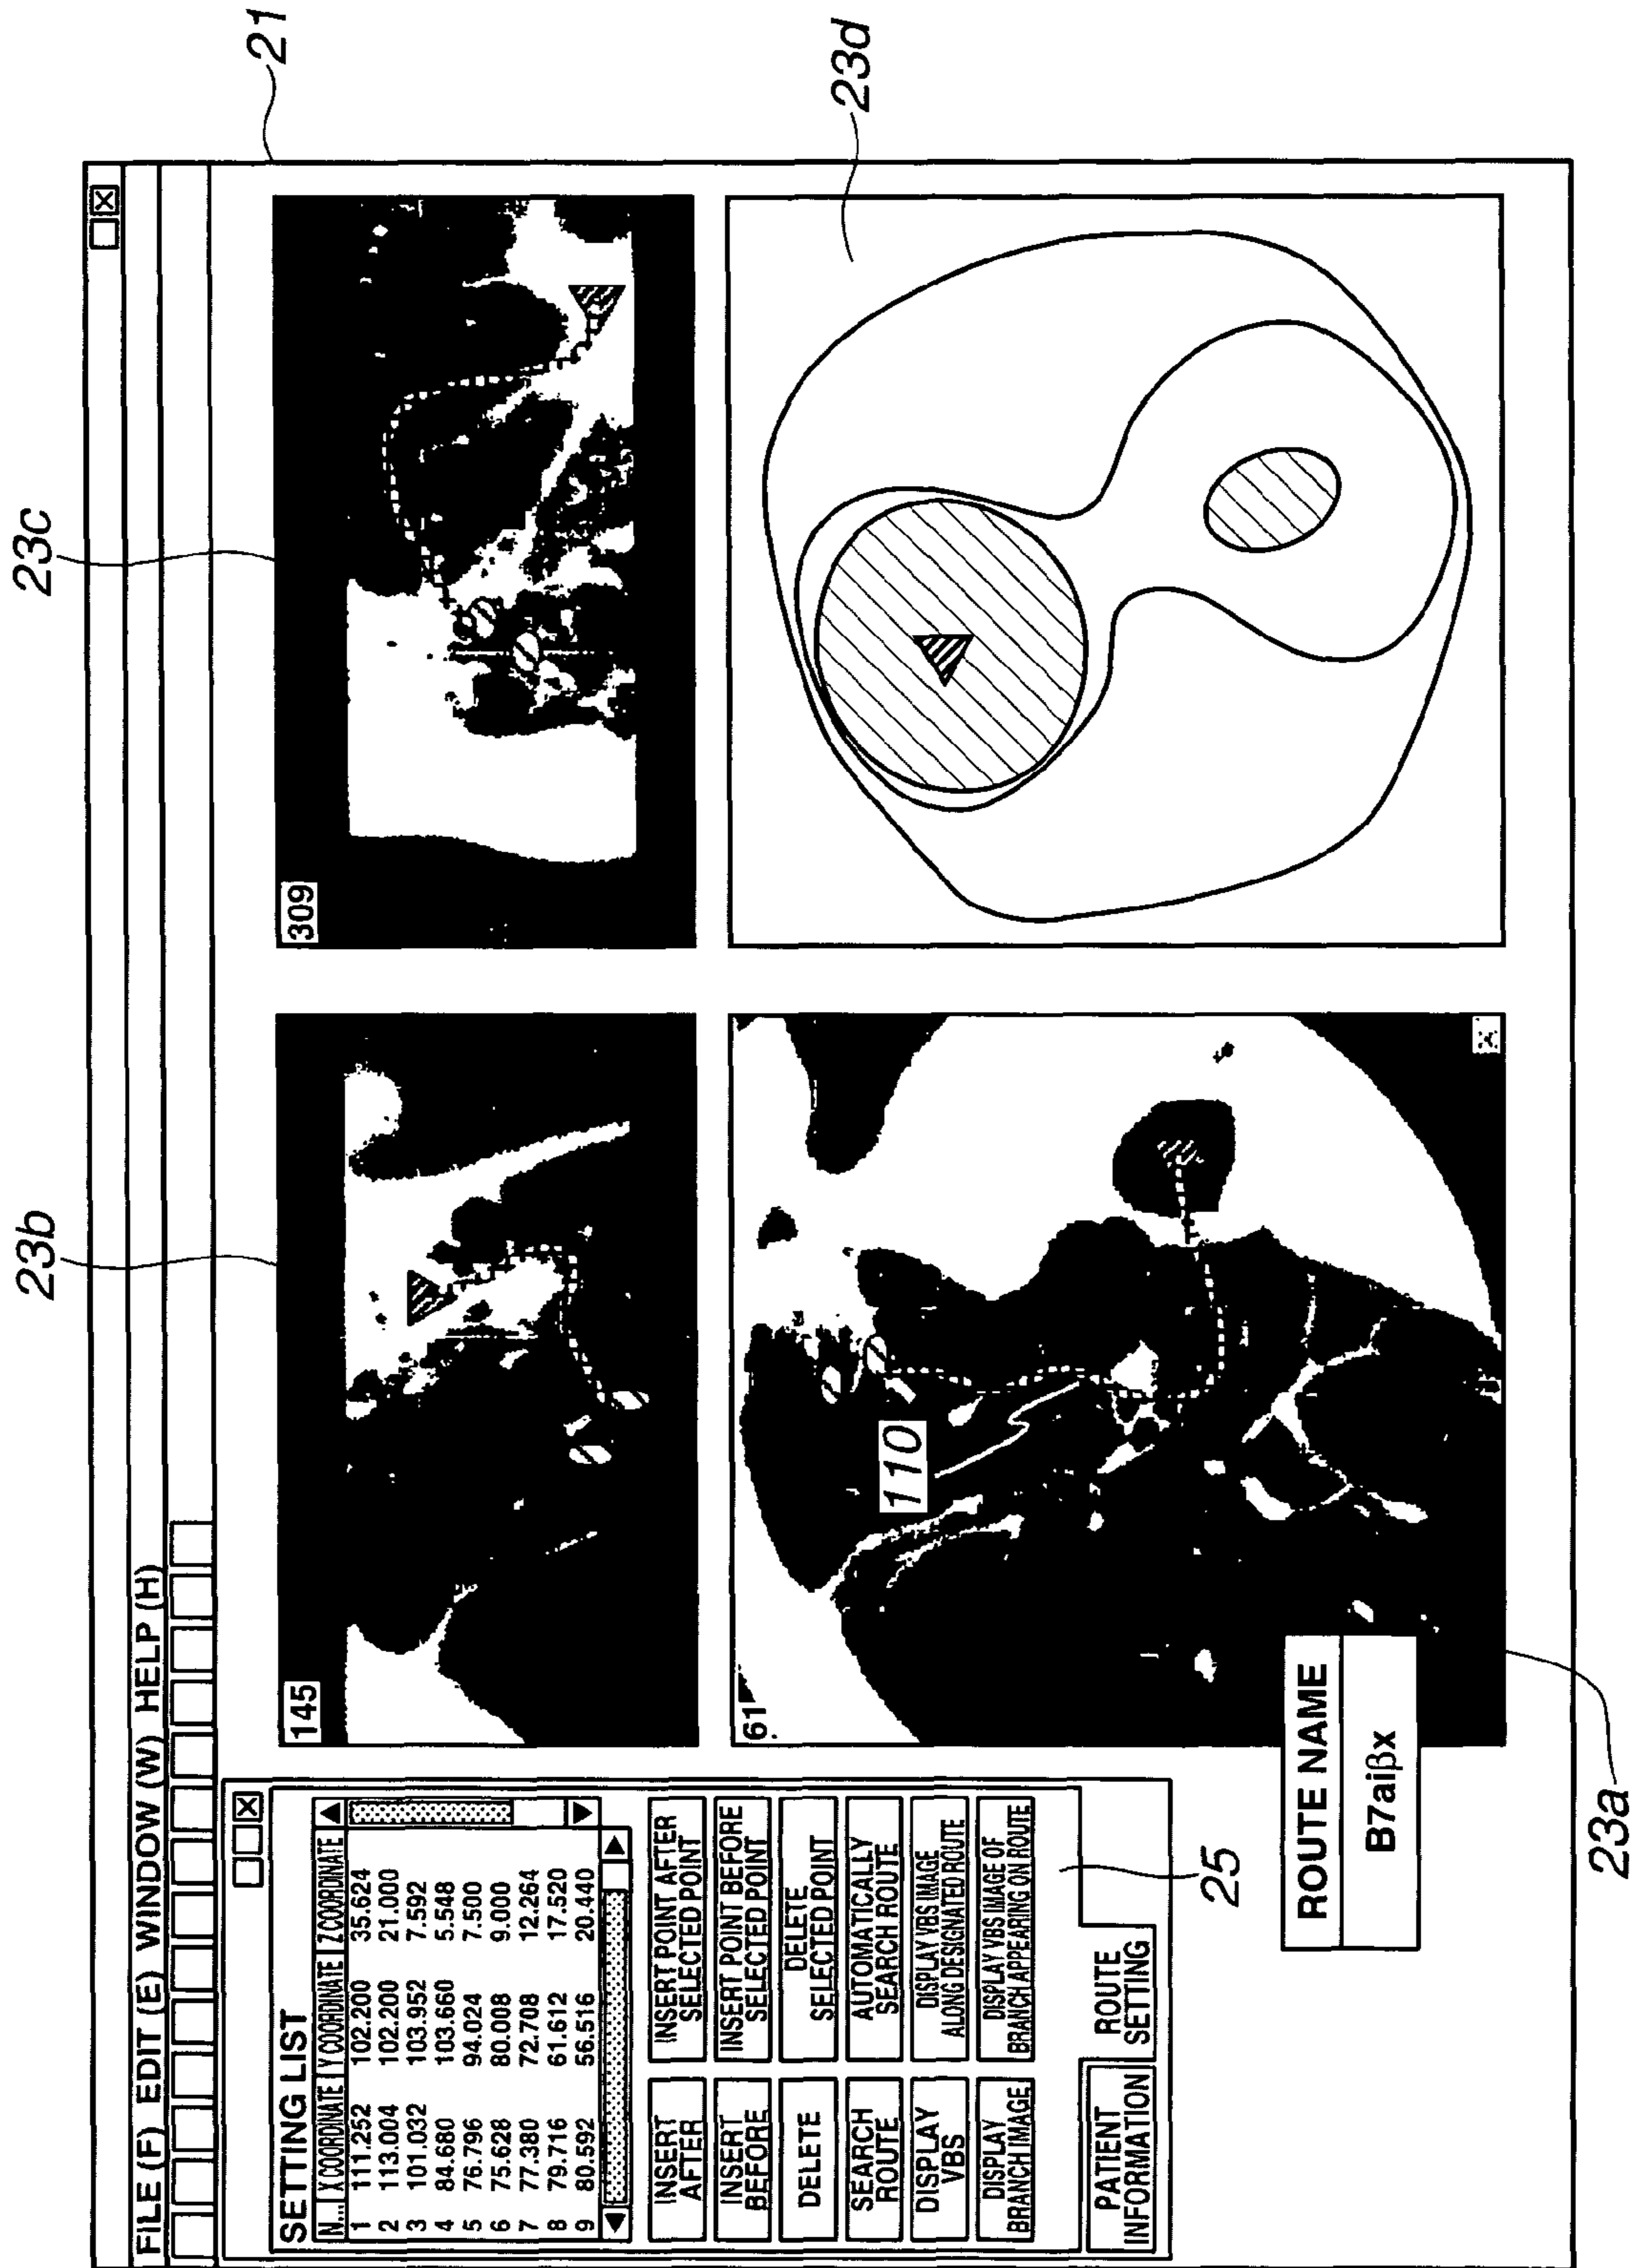 21
FILE (F) EDIT (E) WINDOW (W) HELP (H)
23b
23c
SETTING LIST
N... X COORDINATE Y COORDINATE Z COORDINATE
1 111.252 102.200 35.624
2 113.004 102.200 21.000
3 101.032 103.952 7.592
4 84.680 103.660 5.548
5 76.796 94.024 7.500
6 75.628 80.008 9.000
7 77.380 72.708 12.264
8 79.716 61.612 17.520
9 80.592 56.516 20.440
INSERT
AFTER
INSERT POINT AFTER
SELECTED POINT
INSERT
BEFORE
INSERT POINT BEFORE
SELECTED POINT
DELETE
DELETE
SELECTED POINT
SEARCH
ROUTE
AUTOMATICALLY
SEARCH ROUTE
DISPLAY
VBS
DISPLAY VBS IMAGE
ALONG DESIGNATED ROUTE
DISPLAY
BRANCH IMAGE
DISPLAY VBS IMAGE OF
BRANCH APPEARING ON ROUTE
PATIENT
INFORMATION
ROUTE
SETTING
25
145
309
61
110
23d
ROUTE NAME
B7aiβx
23a